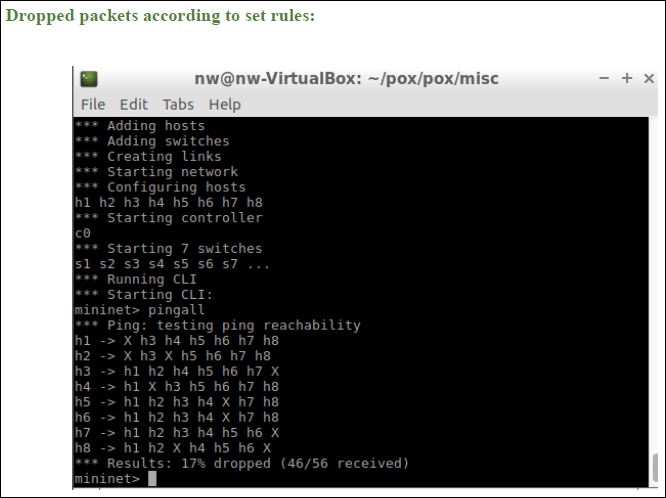 Dropped packets according to set rules:
nw@nw-VirtualBox: ~/pox/pox/misc
File Edit Tabs Help
*** Adding hosts
*** Adding switches
*** Creating links
*** Starting network
*** Configuring hosts
h1 h2 h3 h4 h5 h6 h7 h8
*** Starting controller
c0
*** Starting 7 switches
s1 s2 s3 s4 s5 s6 s7 ...
*** Running CLI
*** Starting CLI:
mininet> pingall
*** Ping: testing ping reachability
h1 -> X h3 h4 h5 h6 h7 h8
h2 -> X h3 X h5 h6 h7 h8
h3 -> h1 h2 h4 h5 h6 h7 X
h4 -> h1 X h3 h5 h6 h7 h8
h5 -> h1 h2 h3 h4 X h7 h8
h6 -> h1 h2 h3 h4 X h7 h8
h7 -> h1 h2 h3 h4 h5 h6 X
h8 -> h1 h2 X h4 h5 h6 X
*** Results: 17% dropped (46/56 received)
mininet>